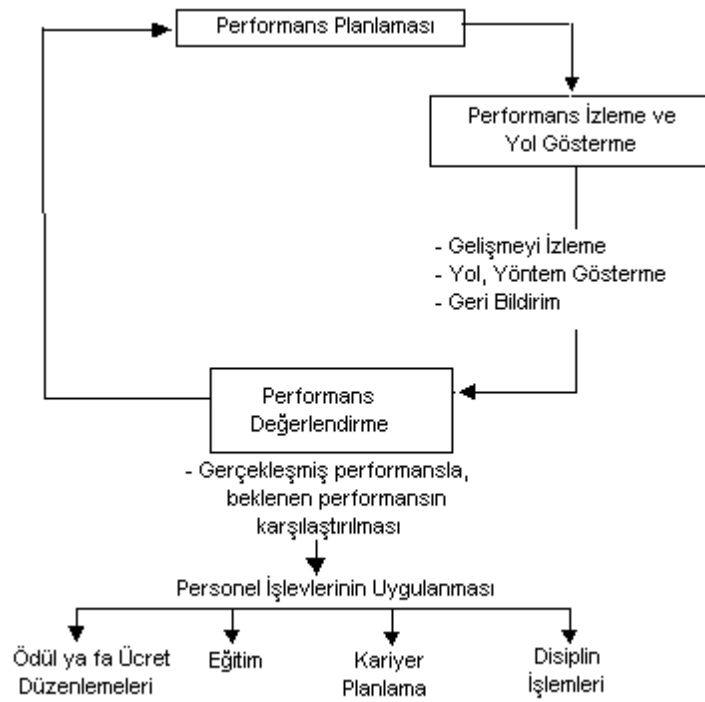 Performans Planlaması
Performans İzleme ve
Yol Gösterme
- Gelişmeyi İzleme
- Yol, Yöntem Gösterme
- Geri Bildirim
Performans
Değerlendirme
- Gerçekleşmiş performansla,
beklenen performansın
karşılaştırılması
Personel İşlevlerinin Uygulanması
Ödül ya fa Ücret
Düzenlemeleri
Eğitim
Kariyer
Planlama
Disiplin
İşlemleri